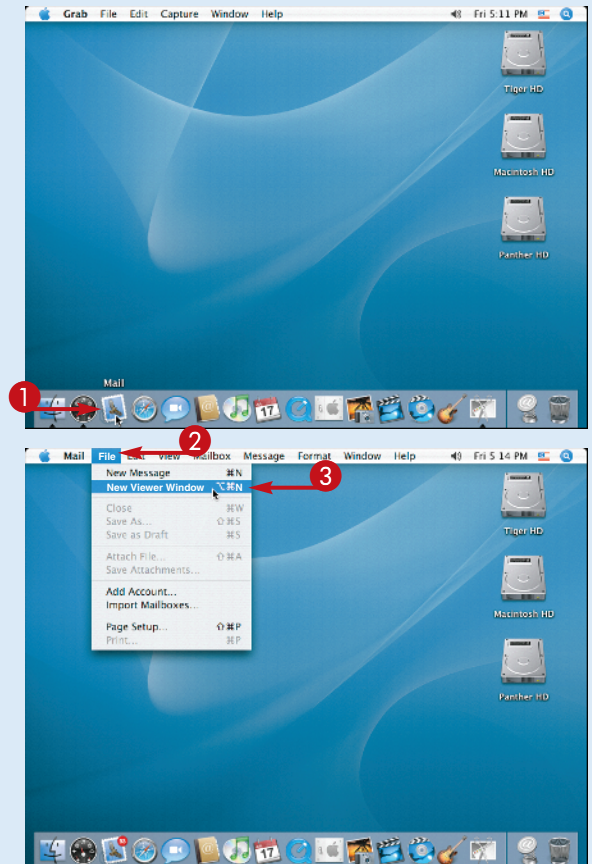 Grab File Edit Capture Window Help Fri 5:11 PM
Tiger HD
Macintosh HD
Panther HD
Mail
1
17
2
Mail File Edit View Mailbox Message Format Window Help Fri 5 14 PM
New Message ⌘N
3
New Viewer Window ⌥⌘N
Close ⌘W
Save As... ⇧⌘S
Save as Draft ⌘S
Attach File... ⇧⌘A
Save Attachments...
Add Account...
Import Mailboxes...
Page Setup... ⇧⌘P
Print... ⌘P
Tiger HD
Macintosh HD
Panther HD
17